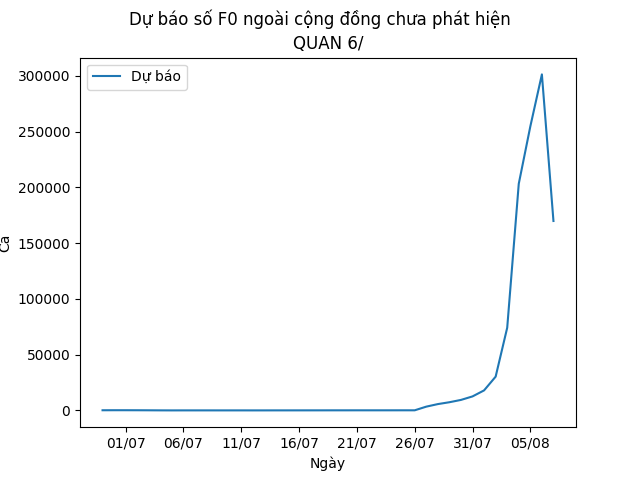 Dự báo số F0 ngoài cộng đồng chưa phát hiện
QUAN 6/
Dự báo
300000
250000
200000
150000
100000
50000
0
Ca
01/07 06/07 11/07 16/07 21/07 26/07 31/07 05/08
Ngày